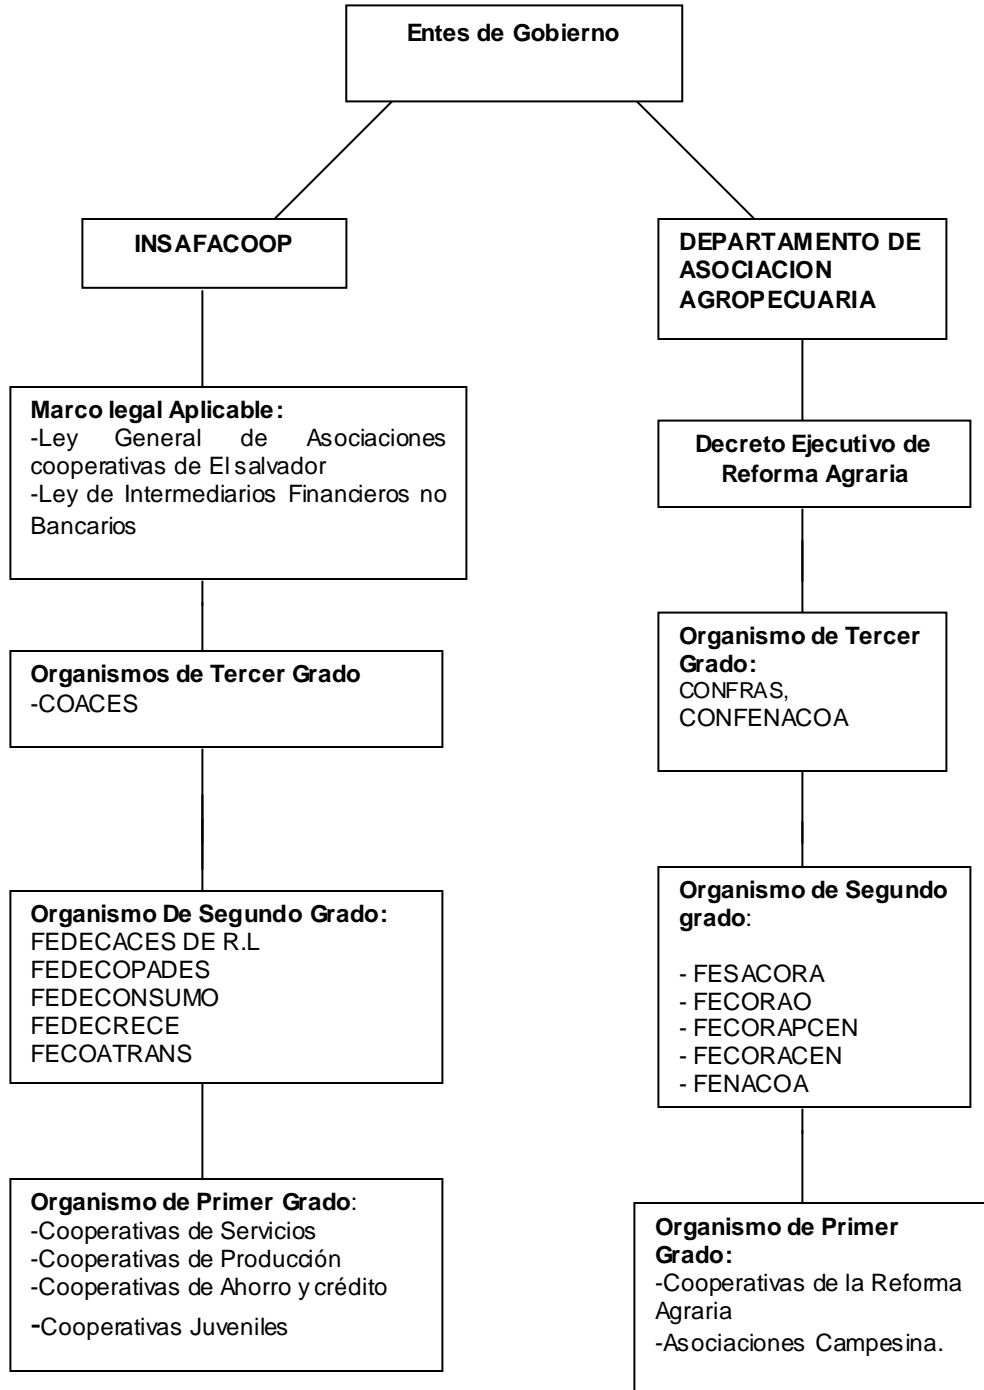 Entes de Gobierno
INSAFACOOP
Marco legal Aplicable:
-Ley General de Asociaciones
cooperativas de El salvador
-Ley de Intermediarios Financieros no
Bancarios
Organismos de Tercer Grado
-COACES
Organismo De Segundo Grado:
FEDECACES DE R.L
FEDECOPADES
FEDECONSUMO
FEDECRECE
FECOATRANS
Organismo de Primer Grado:
-Cooperativas de Servicios
-Cooperativas de Producción
-Cooperativas de Ahorro y crédito
-Cooperativas Juveniles
DEPARTAMENTO DE
ASOCIACION
AGROPECUARIA
Decreto Ejecutivo de
Reforma Agraria
Organismo de Tercer
Grado:
CONFRAS,
CONFENACOA
Organismo de Segundo
grado:
- FESACORA
- FECORAO
- FECORAPCEN
- FECORACEN
- FENACOA
Organismo de Primer
Grado:
-Cooperativas de la Reforma
Agraria
-Asociaciones Campesina.